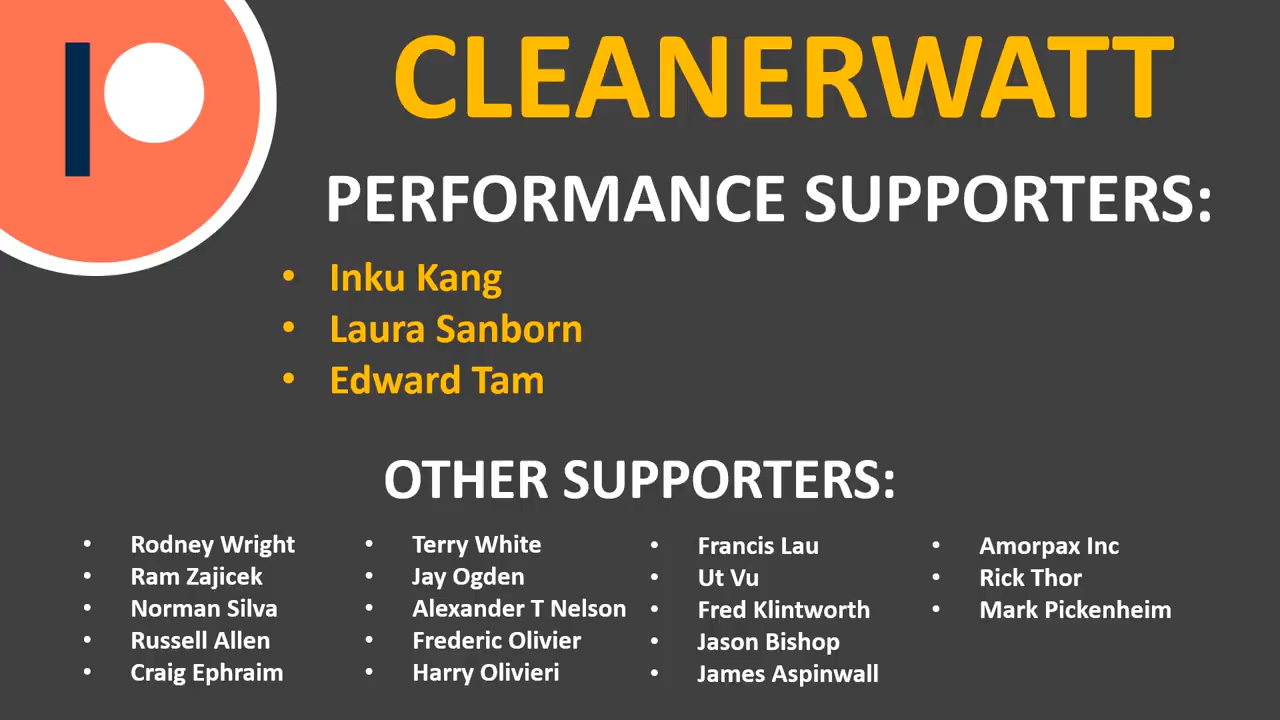 CLEANERWATT
PERFORMANCE SUPPORTERS:
• Inku Kang
• Laura Sanborn
• Edward Tam
OTHER SUPPORTERS:
• Rodney Wright
• Ram Zajicek
• Norman Silva
• Russell Allen
• Craig Ephraim
• Terry White
• Jay Ogden
• Alexander T Nelson
• Frederic Olivier
• Harry Olivieri
• Francis Lau
• Ut Vu
• Fred Klintworth
• Jason Bishop
• James Aspinwall
• Amorpax Inc
• Rick Thor
• Mark Pickenheim